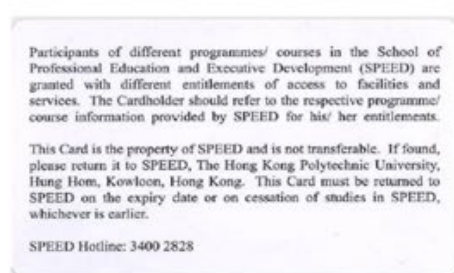 Participants of different programmes/ courses in the School of
Professional Education and Executive Development (SPEED) are
granted with different entitlements of access to facilities and
services. The Cardholder should refer to the respective programme/
course information provided by SPEED for his/ her entitlements.
This Card is the property of SPEED and is not transferable. If found,
please return it to SPEED, The Hong Kong Polytechnic University,
Hung Hom, Kowloon, Hong Kong. This Card must be returned to
SPEED on the expiry date or on cessation of studies in SPEED,
whichever is earlier.
SPEED Hotline: 3400 2828